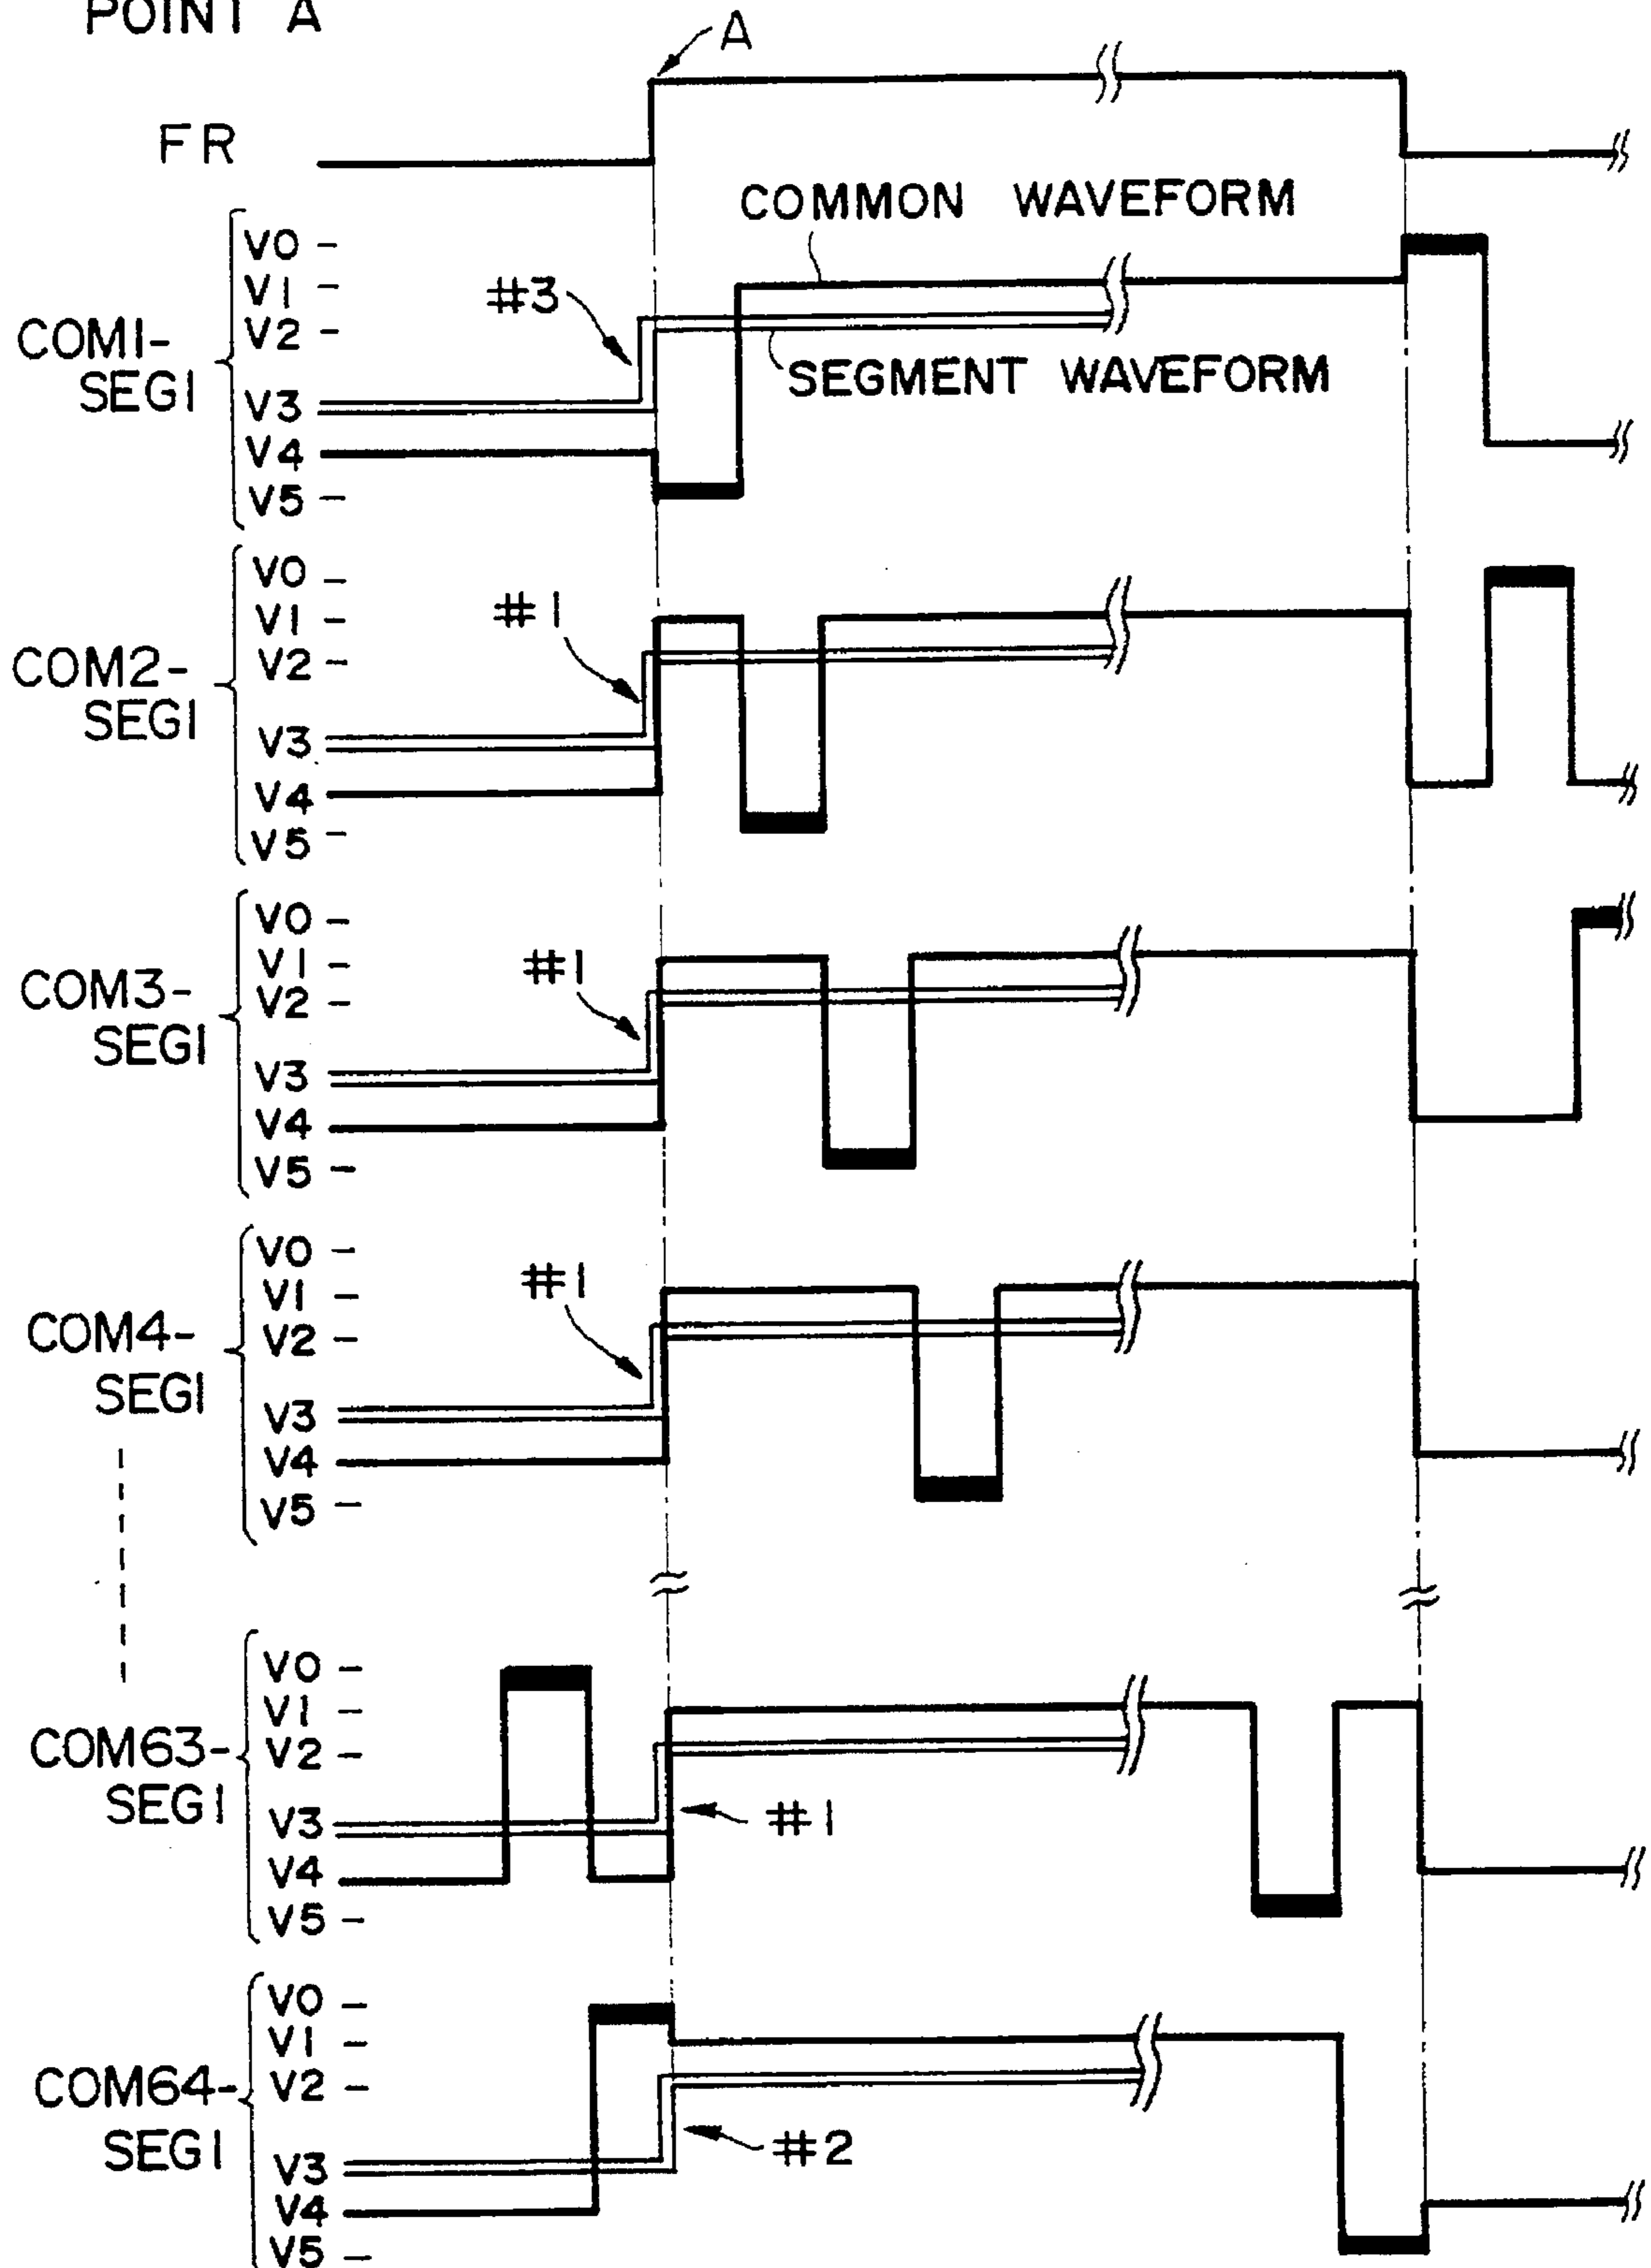 POINT A
A
FR
COMMON WAVEFORM
V0
V1
#3
V2
COM1-
SEG1
SEGMENT WAVEFORM
V3
V4
V5
V0
V1
#1
V2
COM2-
SEG1
V3
V4
V5
V0
V1
#1
V2
COM3-
SEG1
V3
V4
V5
V0
V1
#1
V2
COM4-
SEG1
V3
V4
V5
V0
V1
V2
COM63-
SEG1
V3
#1
V4
V5
V0
V1
V2
COM64-
SEG1
#2
V3
V4
V5